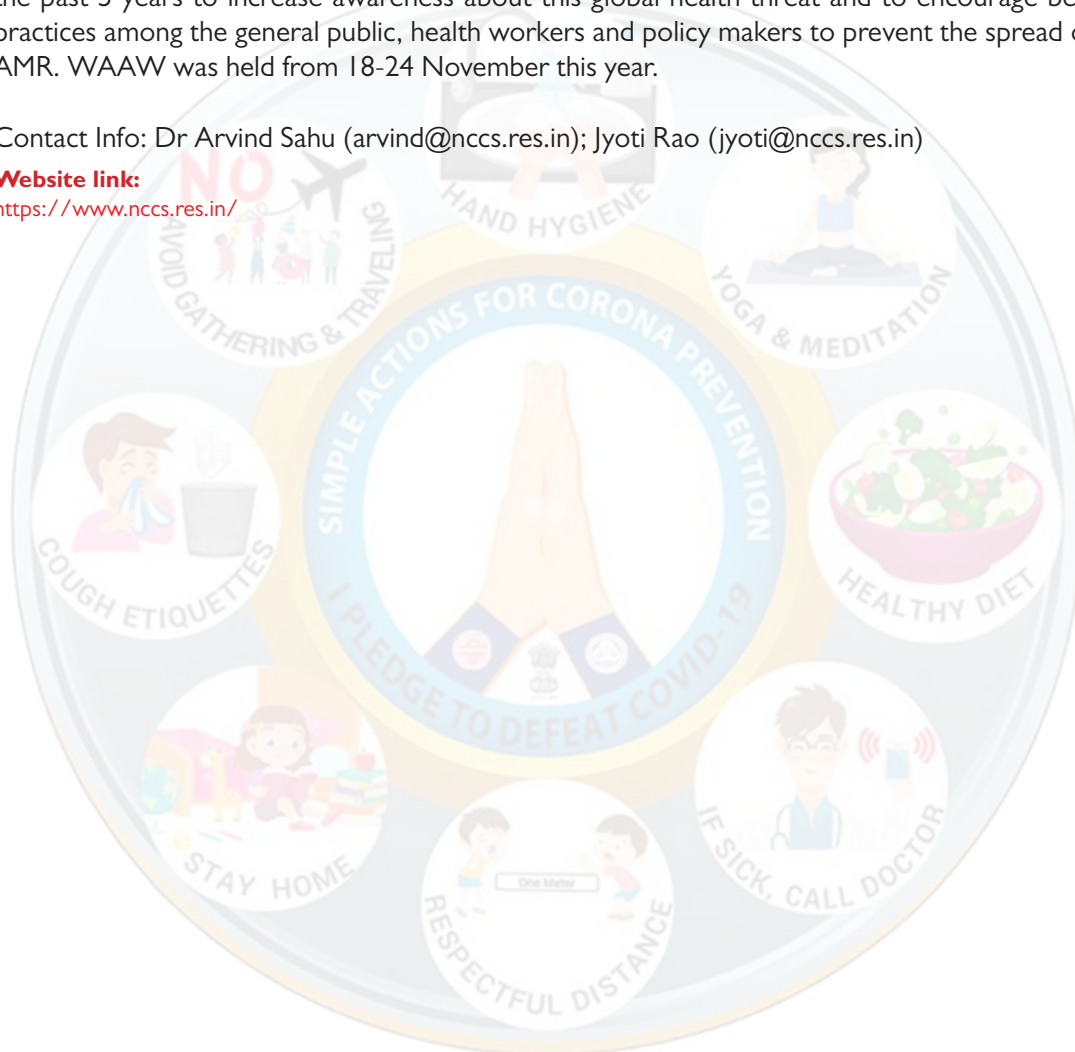 the past 5 years to increase awareness about this global health threat and to encourage be
practices among the general public, health workers and policy makers to prevent the spread o
AMR. WAAW was held from 18-24 November this year.
Contact Info: Dr Arvind Sahu (arvind@nccs.res.in); Jyoti Rao (jyoti@nccs.res.in)
Website link:
https://www.nccs.res.in/
NO
AVOID GATHERING & TRAVELING
HAND HYGIENE
YOGA & MEDITATION
SIMPLE ACTIONS FOR CORONA PREVENTION
COUGH ETIQUETTES
HEALTHY DIET
I PLEDGE TO DEFEAT COVID-19
STAY HOME
One Meter
RESPECTFUL DISTANCE
IF SICK, CALL DOCTOR